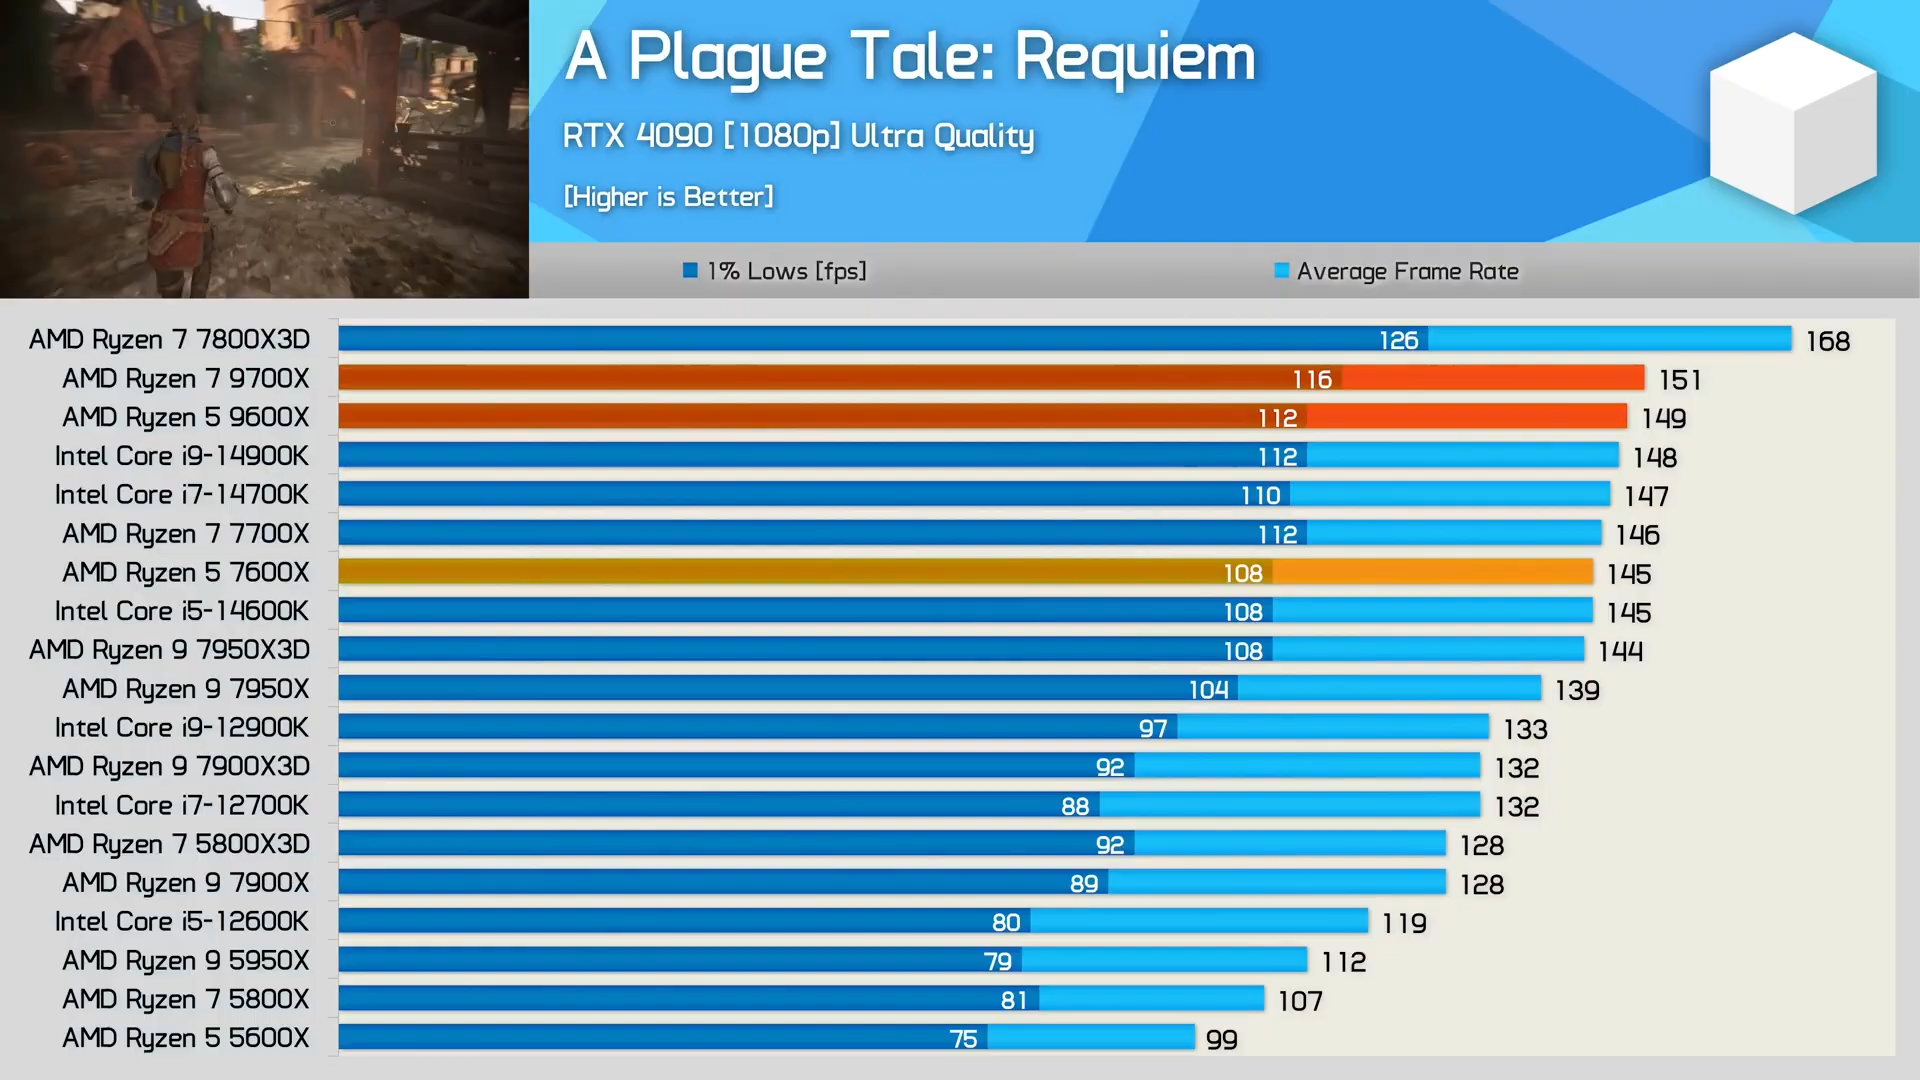 A Plague Tale: Requiem
RTX 4090 [1080p] Ultra Quality
[Higher is Better]
1% Lows [fps] Average Frame Rate
AMD Ryzen 7 7800X3D 126 168
AMD Ryzen 7 9700X 116 151
AMD Ryzen 5 9600X 112 149
Intel Core i9-14900K 112 148
Intel Core i7-14700K 110 147
AMD Ryzen 7 7700X 112 146
AMD Ryzen 5 7600X 108 145
Intel Core i5-14600K 108 145
AMD Ryzen 9 7950X3D 108 144
AMD Ryzen 9 7950X 104 139
Intel Core i9-12900K 97 133
AMD Ryzen 9 7900X3D 92 132
Intel Core i7-12700K 88 132
AMD Ryzen 7 5800X3D 92 128
AMD Ryzen 9 7900X 89 128
Intel Core i5-12600K 80 119
AMD Ryzen 9 5950X 79 112
AMD Ryzen 7 5800X 81 107
AMD Ryzen 5 5600X 75 99